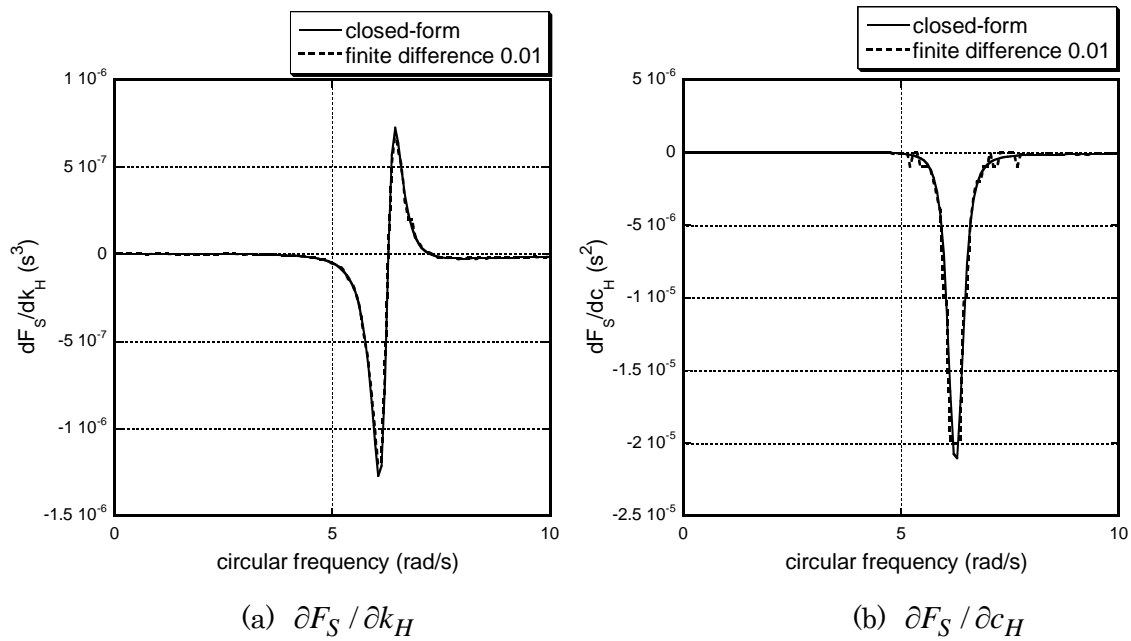 closed-form
finite difference 0.01
1 10⁻⁶
5 10⁻⁷
0
-5 10⁻⁷
-1 10⁻⁶
-1.5 10⁻⁶
dF_S/dk_H (s³)
0 5 10
circular frequency (rad/s)
(a) ∂F_S / ∂k_H
closed-form
finite difference 0.01
5 10⁻⁶
0
-5 10⁻⁶
-1 10⁻⁵
-1.5 10⁻⁵
-2 10⁻⁵
-2.5 10⁻⁵
dF_S/dc_H (s²)
0 5 10
circular frequency (rad/s)
(b) ∂F_S / ∂c_H